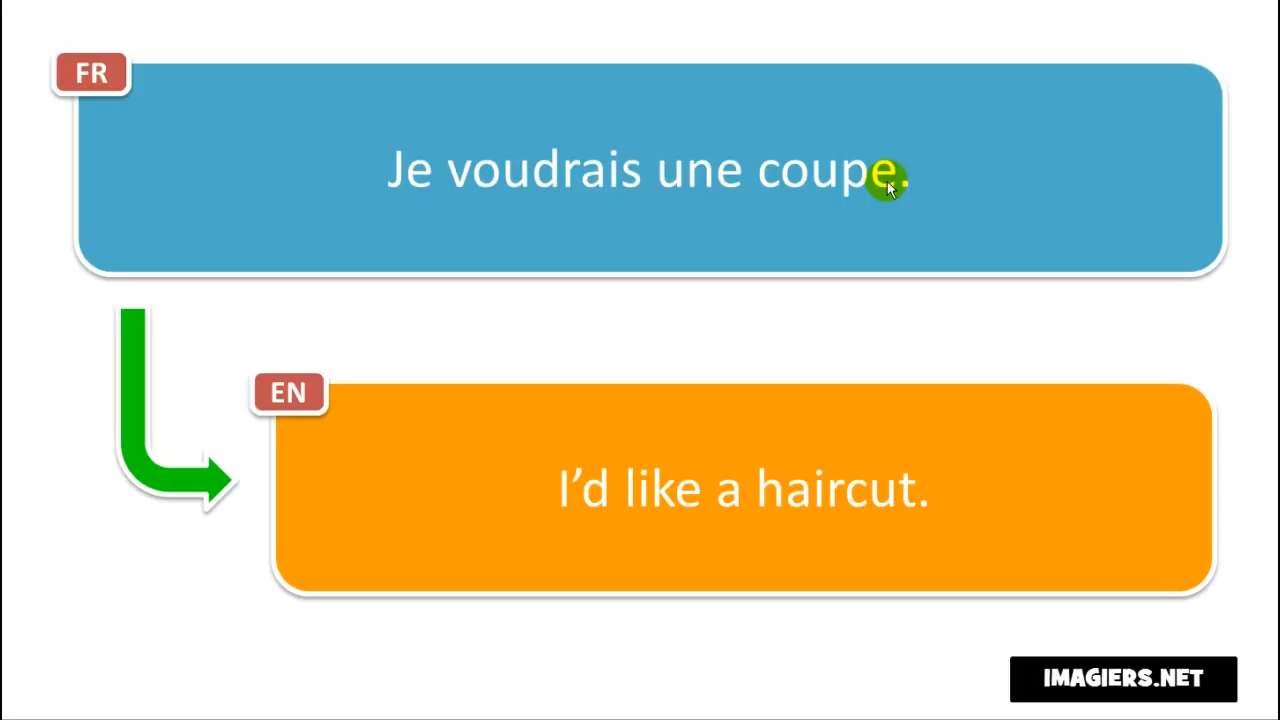 FR
Je voudrais une coupe.
EN
I’d like a haircut.
IMAGIERS.NET